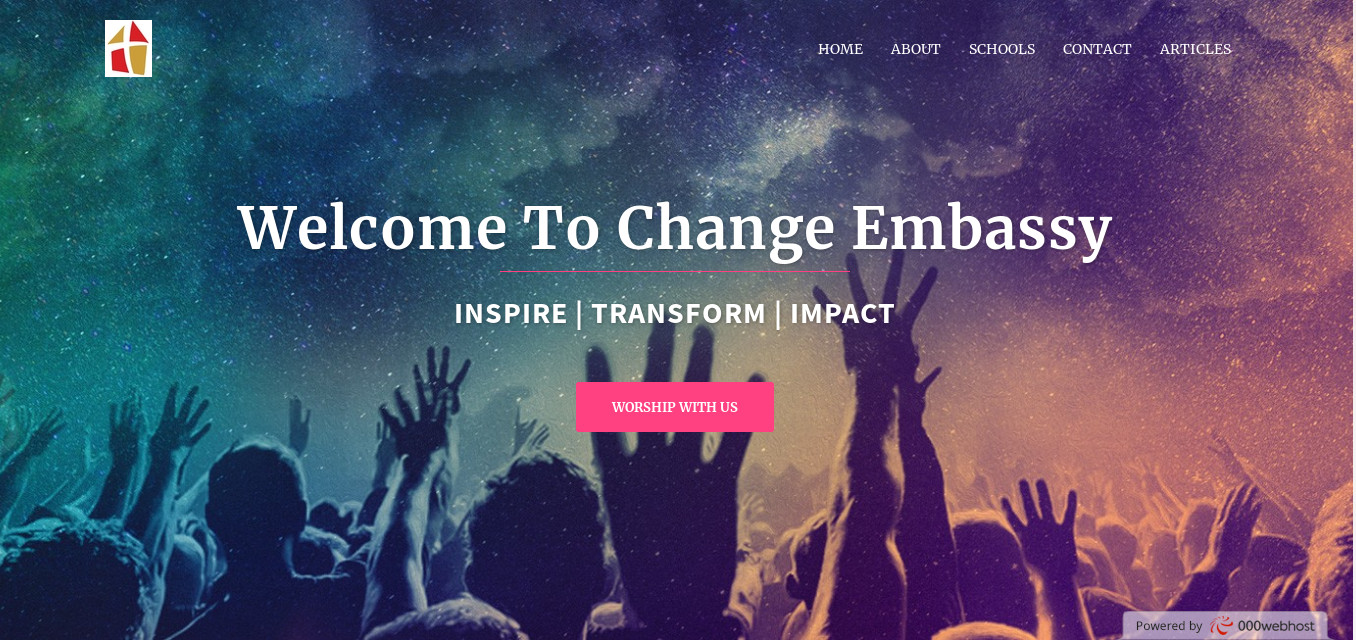 HOME ABOUT SCHOOLS CONTACT ARTICLES
Welcome To Change Embassy
INSPIRE | TRANSFORM | IMPACT
WORSHIP WITH US
Powered by 000webhost